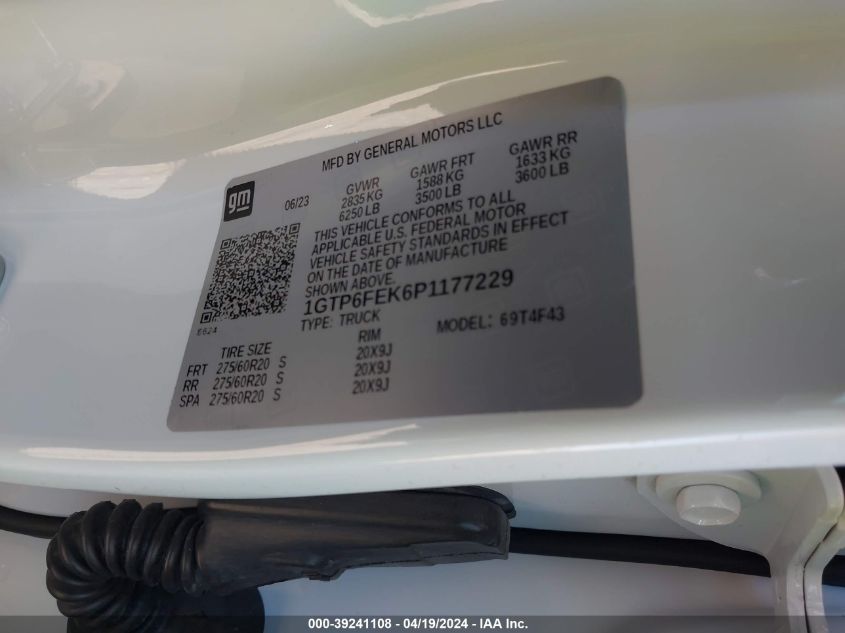 MFD BY GENERAL MOTORS LLC
gm
06/23
GVWR GAWR FRT GAWR RR
2835 KG 1588 KG 1633 KG
6250 LB 3500 LB 3600 LB
THIS VEHICLE CONFORMS TO ALL
APPLICABLE U.S. FEDERAL MOTOR
VEHICLE SAFETY STANDARDS IN EFFECT
ON THE DATE OF MANUFACTURE
SHOWN ABOVE.
1GTP6FEK6P1177229
TYPE: TRUCK MODEL: 69T4F43
E624
TIRE SIZE RIM
FRT 275/60R20 S 20X9J
RR 275/60R20 S 20X9J
SPA 275/60R20 S 20X9J
000-39241108 - 04/19/2024 - IAA Inc.